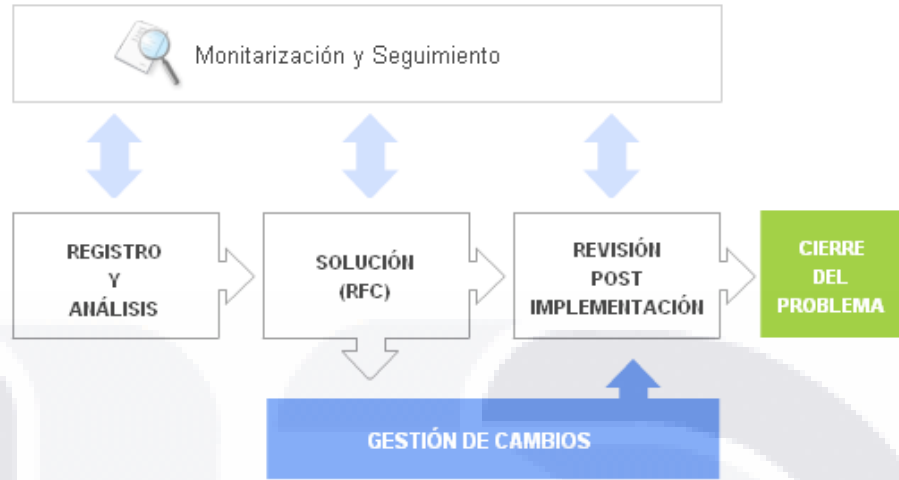 Monitarización y Seguimiento
REGISTRO
Y
ANÁLISIS
SOLUCIÓN
(RFC)
REVISIÓN
POST
IMPLEMENTACIÓN
CIERRE
DEL
PROBLEMA
GESTIÓN DE CAMBIOS